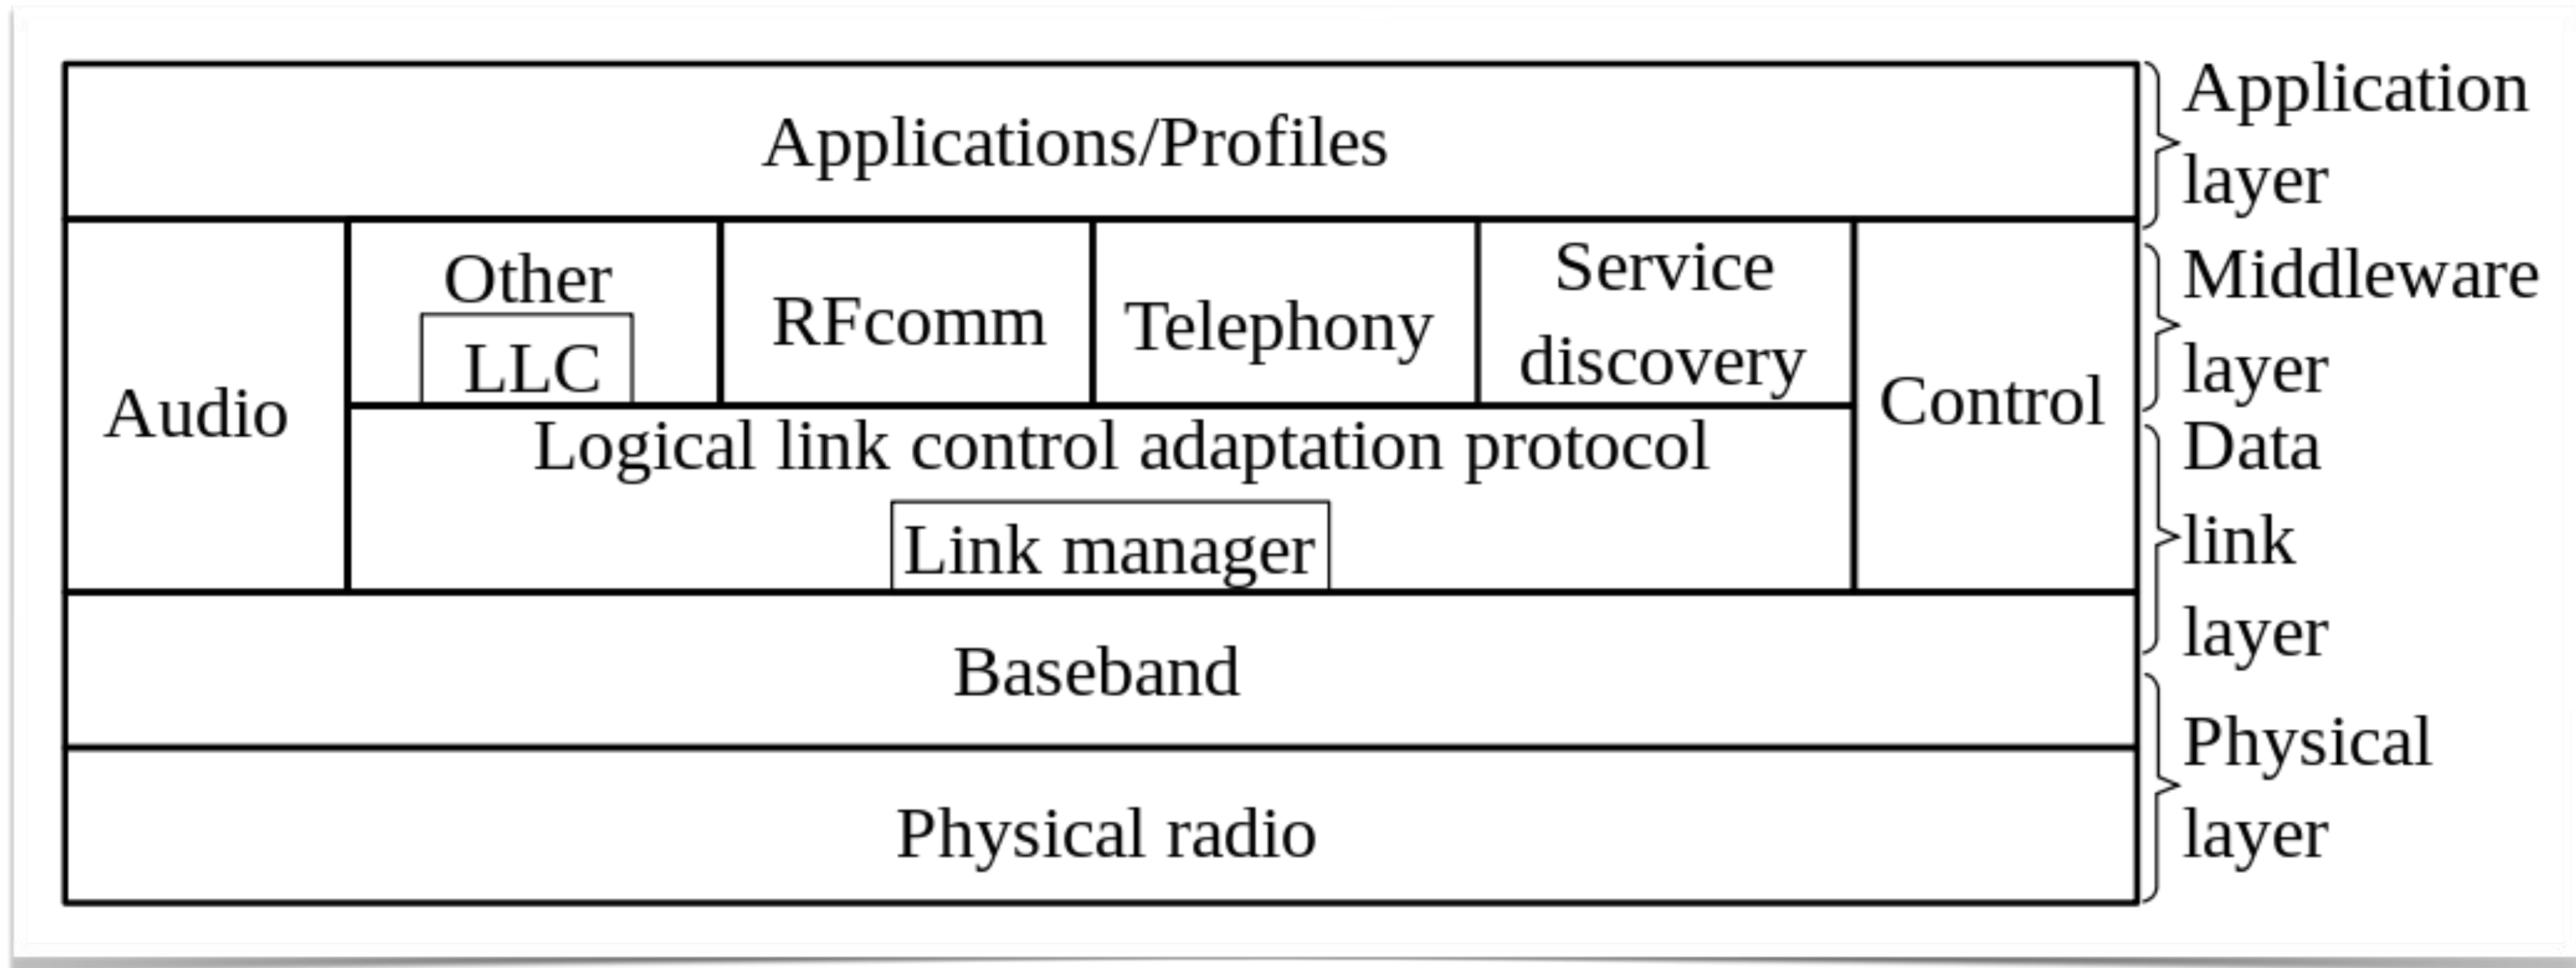 Applications/Profiles
Application
layer
Audio
Other
LLC
RFcomm
Telephony
Service
discovery
Control
Middleware
layer
Logical link control adaptation protocol
Link manager
Data
link
layer
Baseband
Physical radio
Physical
layer